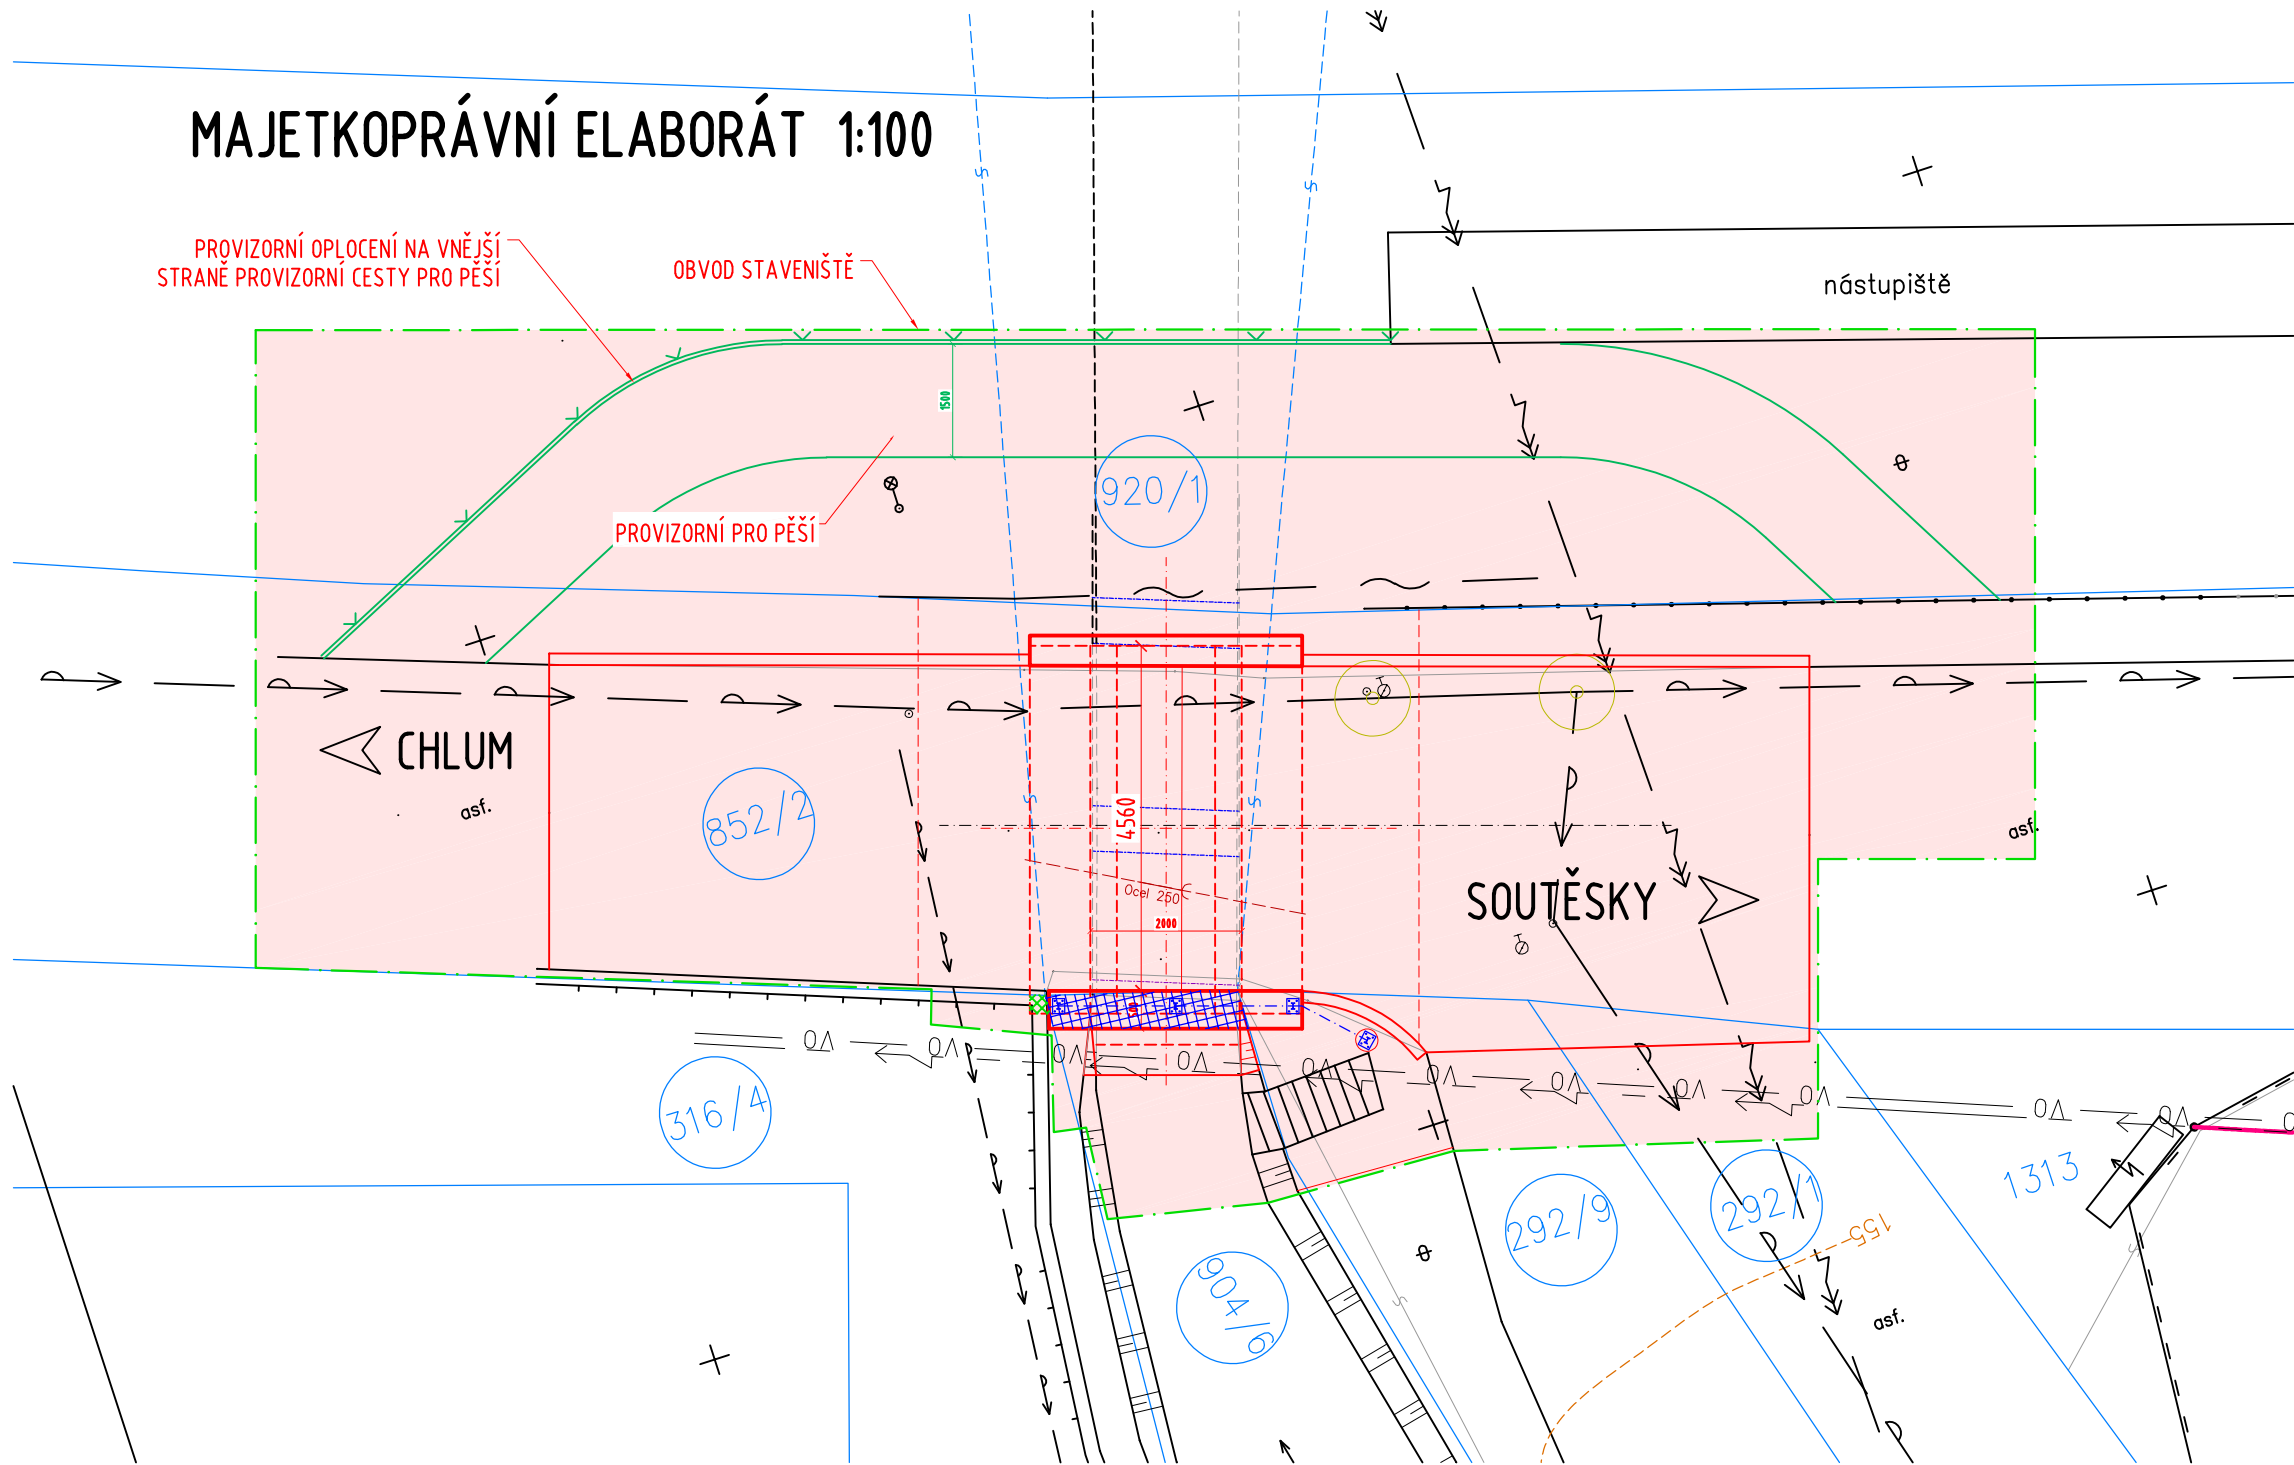 MAJETKOPRÁVNÍ ELABORÁT 1:100
PROVIZORNÍ OPLOCENÍ NA VNĚJŠÍ
STRANĚ PROVIZORNÍ CESTY PRO PĚŠÍ
OBVOD STAVENIŠTĚ
nástupiště
1500
920/1
PROVIZORNÍ PRO PĚŠÍ
CHLUM
asf.
852/2
4560
asf.
Ocel 250
SOUTĚSKY
2000
316/4
1313
292/9
292/1
155
904/6
asf.